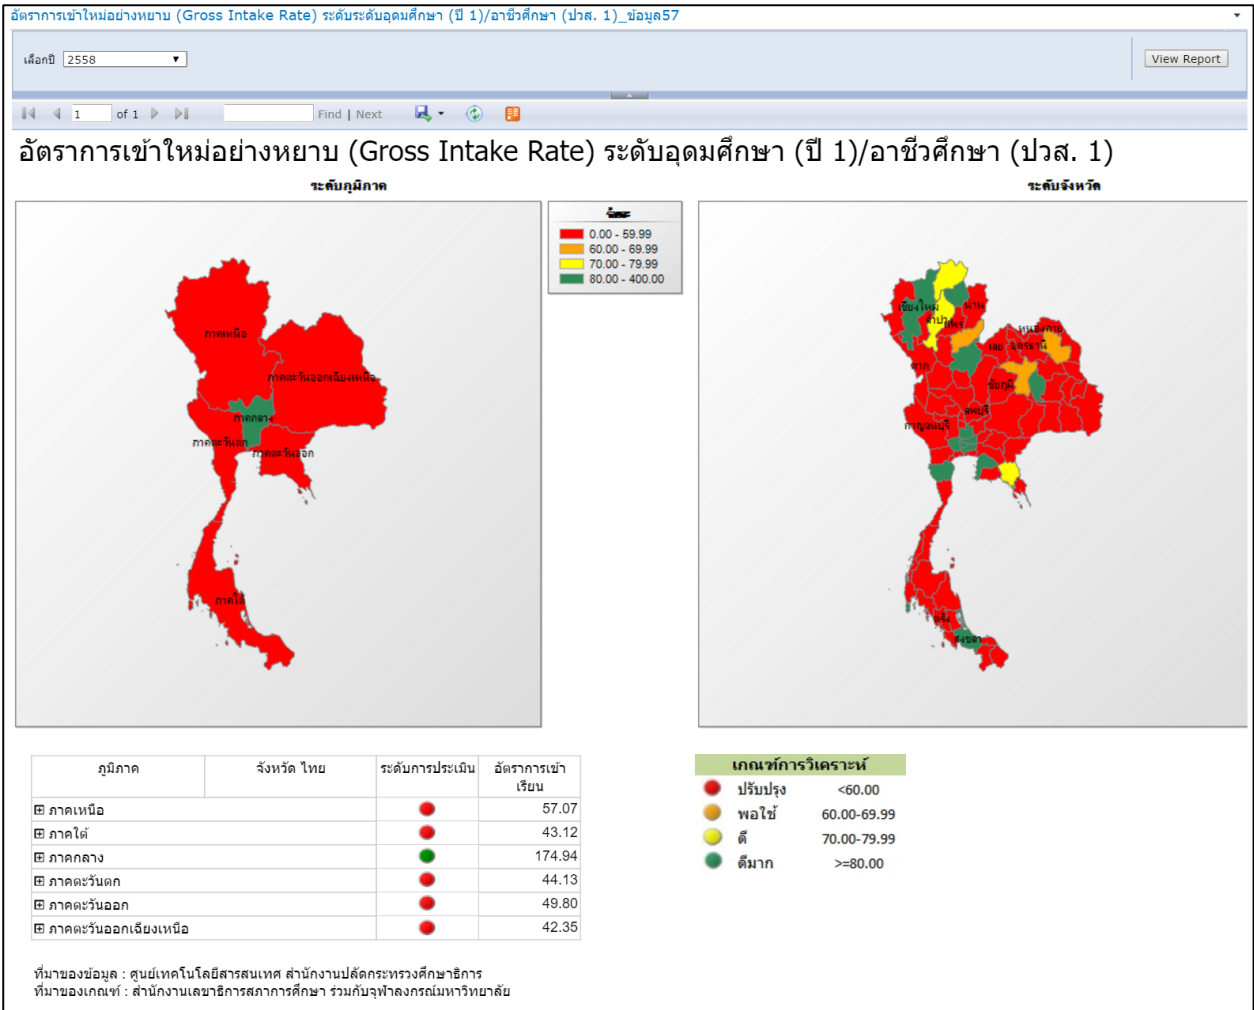 อัตราการเข้าใหม่อย่างหยาบ (Gross Intake Rate) ระดับระดับอุดมศึกษา (ปี 1)/อาชีวศึกษา (ปวส. 1)_ข้อมูล57
เลือกปี 2558 View Report
1 of 1 Find | Next
อัตราการเข้าใหม่อย่างหยาบ (Gross Intake Rate) ระดับอุดมศึกษา (ปี 1)/อาชีวศึกษา (ปวส. 1)
ระดับภูมิภาค
ระดับจังหวัด
ร้อยละ
0.00 - 59.99
60.00 - 69.99
70.00 - 79.99
80.00 - 400.00
ภาคเหนือ
ภาคตะวันออกเฉียงเหนือ
ภาคกลาง
ภาคตะวันตก
ภาคตะวันออก
ภาคใต้
เชียงใหม่
น่าน
ลำปาง
แพร่
หนองคาย
เลย
อุดรธานี
ตาก
ชัยภูมิ
ลพบุรี
กาญจนบุรี
ตรัง
สงขลา
ภูมิภาค จังหวัด ไทย ระดับการประเมิน อัตราการเข้า
เรียน
ภาคเหนือ 57.07
ภาคใต้ 43.12
ภาคกลาง 174.94
ภาคตะวันตก 44.13
ภาคตะวันออก 49.80
ภาคตะวันออกเฉียงเหนือ 42.35
เกณฑ์การวิเคราะห์
ปรับปรุง <60.00
พอใช้ 60.00-69.99
ดี 70.00-79.99
ดีมาก >=80.00
ที่มาของข้อมูล : ศูนย์เทคโนโลยีสารสนเทศ สำนักงานปลัดกระทรวงศึกษาธิการ
ที่มาของเกณฑ์ : สำนักงานเลขาธิการสภาการศึกษา ร่วมกับจุฬาลงกรณ์มหาวิทยาลัย